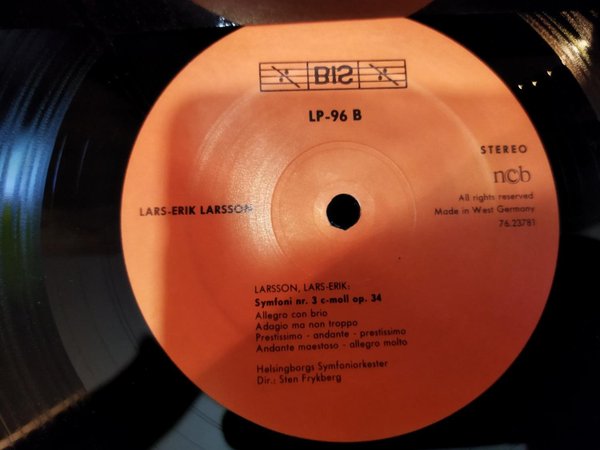 BIS
LP-96 B
STEREO
ncb
All rights reserved
Made in West Germany
76.23781
LARS-ERIK LARSSON
LARSSON, LARS-ERIK:
Symfoni nr. 3 c-moll op. 34
Allegro con brio
Adagio ma non troppo
Prestissimo - andante - prestissimo
Andante maestoso - allegro molto
Helsingborgs Symfoniorkester
Dir.: Sten Frykberg